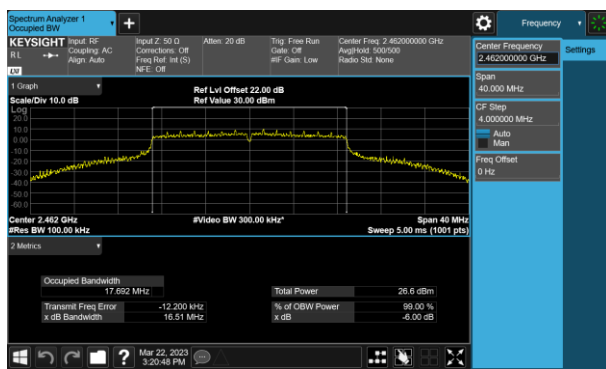 Spectrum Analyzer 1
Occupied BW
+
Frequency
KEYSIGHT Input: RF Input Z: 50 Ω Atten: 20 dB Trig: Free Run Center Freq: 2.462000000 GHz
RL Coupling: AC Corrections: Off Gate: Off Avg|Hold: 500/500
Align: Auto Freq Ref: Int (S) #IF Gain: Low Radio Std: None
LXI NFE: Off
Center Frequency
2.462000000 GHz
Settings
Span
40.000 MHz
CF Step
4.000000 MHz
Auto
Man
Freq Offset
0 Hz
1 Graph
Ref Lvl Offset 22.00 dB
Scale/Div 10.0 dB Ref Value 30.00 dBm
Log
20.0
10.0
0.00
-10.0
-20.0
-30.0
-40.0
-50.0
-60.0
Center 2.462 GHz #Video BW 300.00 kHz* Span 40 MHz
#Res BW 100.00 kHz Sweep 5.00 ms (1001 pts)
2 Metrics
Occupied Bandwidth
17.692 MHz Total Power 26.6 dBm
Transmit Freq Error -12.200 kHz % of OBW Power 99.00 %
x dB Bandwidth 16.51 MHz x dB -6.00 dB
? Mar 22, 2023
3:20:48 PM